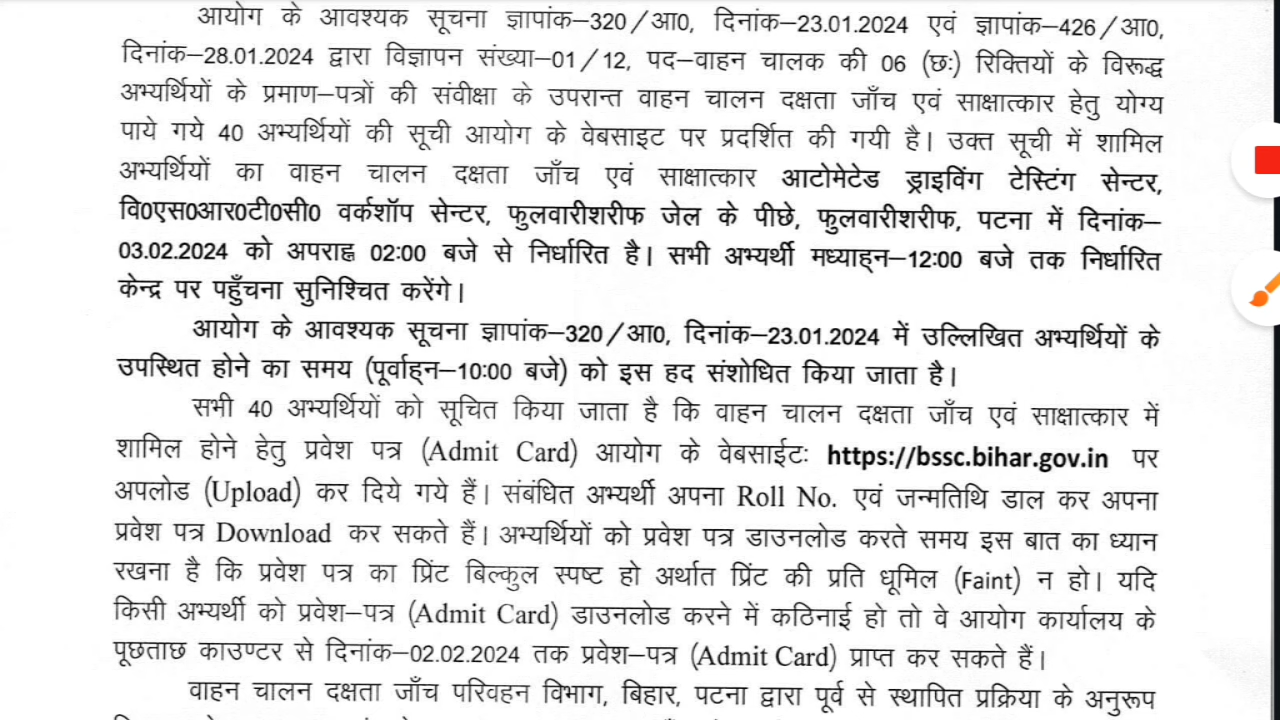 आयोग के आवश्यक सूचना ज्ञापांक–320/आ0, दिनांक–23.01.2024 एवं ज्ञापांक–426/आ0,
दिनांक–28.01.2024 द्वारा विज्ञापन संख्या–01/12, पद–वाहन चालक की 06 (छः) रिक्तियों के विरूद्ध
अभ्यर्थियों के प्रमाण–पत्रों की संवीक्षा के उपरान्त वाहन चालन दक्षता जाँच एवं साक्षात्कार हेतु योग्य
पाये गये 40 अभ्यर्थियों की सूची आयोग के वेबसाइट पर प्रदर्शित की गयी है। उक्त सूची में शामिल
अभ्यर्थियों का वाहन चालन दक्षता जाँच एवं साक्षात्कार आटोमेटेड ड्राइविंग टेस्टिंग सेन्टर,
वि0एस0आर0टी0सी0 वर्कशॉप सेन्टर, फुलवारीशरीफ जेल के पीछे, फुलवारीशरीफ, पटना में दिनांक–
03.02.2024 को अपराह्न 02:00 बजे से निर्धारित है। सभी अभ्यर्थी मध्याह्न–12:00 बजे तक निर्धारित
केन्द्र पर पहुँचना सुनिश्चित करेंगे।
आयोग के आवश्यक सूचना ज्ञापांक–320/आ0, दिनांक–23.01.2024 में उल्लिखित अभ्यर्थियों के
उपस्थित होने का समय (पूर्वाह्न–10:00 बजे) को इस हद संशोधित किया जाता है।
सभी 40 अभ्यर्थियों को सूचित किया जाता है कि वाहन चालन दक्षता जाँच एवं साक्षात्कार में
शामिल होने हेतु प्रवेश पत्र (Admit Card) आयोग के वेबसाईटः https://bssc.bihar.gov.in पर
अपलोड (Upload) कर दिये गये हैं। संबंधित अभ्यर्थी अपना Roll No. एवं जन्मतिथि डाल कर अपना
प्रवेश पत्र Download कर सकते हैं। अभ्यर्थियों को प्रवेश पत्र डाउनलोड करते समय इस बात का ध्यान
रखना है कि प्रवेश पत्र का प्रिंट बिल्कुल स्पष्ट हो अर्थात प्रिंट की प्रति धूमिल (Faint) न हो। यदि
किसी अभ्यर्थी को प्रवेश–पत्र (Admit Card) डाउनलोड करने में कठिनाई हो तो वे आयोग कार्यालय के
पूछताछ काउण्टर से दिनांक–02.02.2024 तक प्रवेश–पत्र (Admit Card) प्राप्त कर सकते हैं।
वाहन चालन दक्षता जाँच परिवहन विभाग, बिहार, पटना द्वारा पूर्व से स्थापित प्रक्रिया के अनुरूप